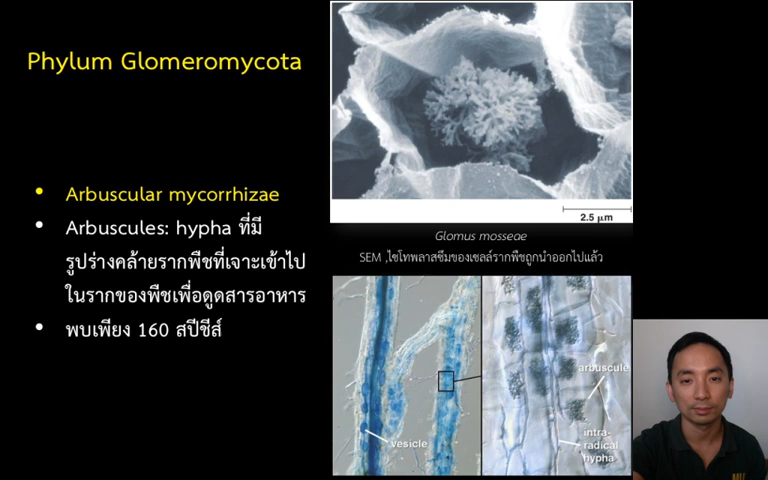 Phylum Glomeromycota
• Arbuscular mycorrhizae
• Arbuscules: hypha ที่มี
รูปร่างคล้ายรากพืชที่เจาะเข้าไป
ในรากของพืชเพื่อดูดสารอาหาร
• พบเพียง 160 สปีชีส์
2.5 μm
Glomus mosseae
SEM ,ไซโทพลาสซึมของเซลล์รากพืชถูกนำออกไปแล้ว
vesicle
arbuscule
intra-
radical
hypha